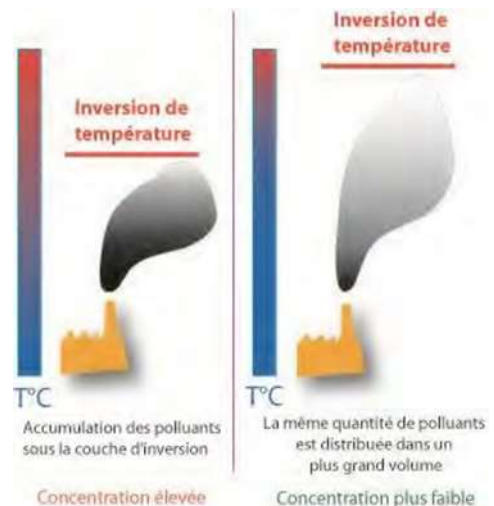 Inversion de
température
T°C
Accumulation des polluants
sous la couche d'inversion
Concentration élevée
Inversion de
température
T°C
La même quantité de polluants
est distribuée dans un
plus grand volume
Concentration plus faible